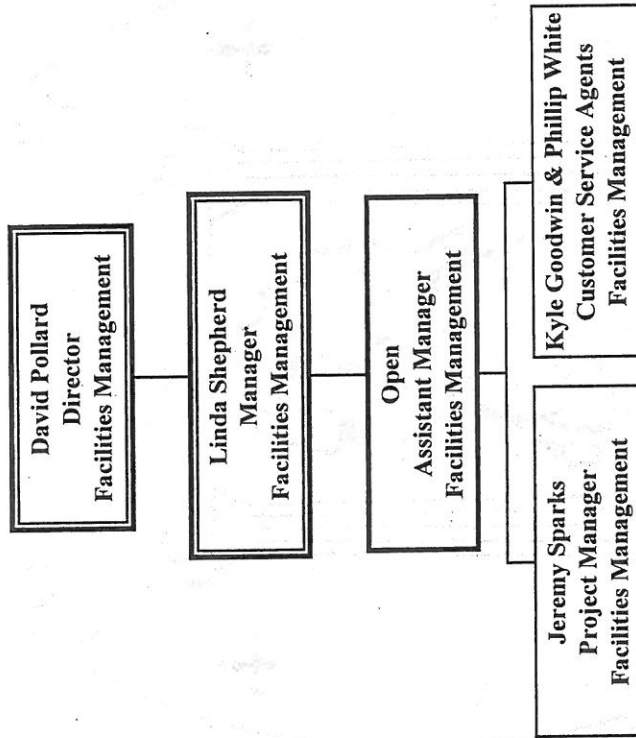 David Pollard
Director
Facilities Management
Linda Shepherd
Manager
Facilities Management
Open
Assistant Manager
Facilities Management
Jeremy Sparks
Project Manager
Facilities Management
Kyle Goodwin & Phillip White
Customer Service Agents
Facilities Management